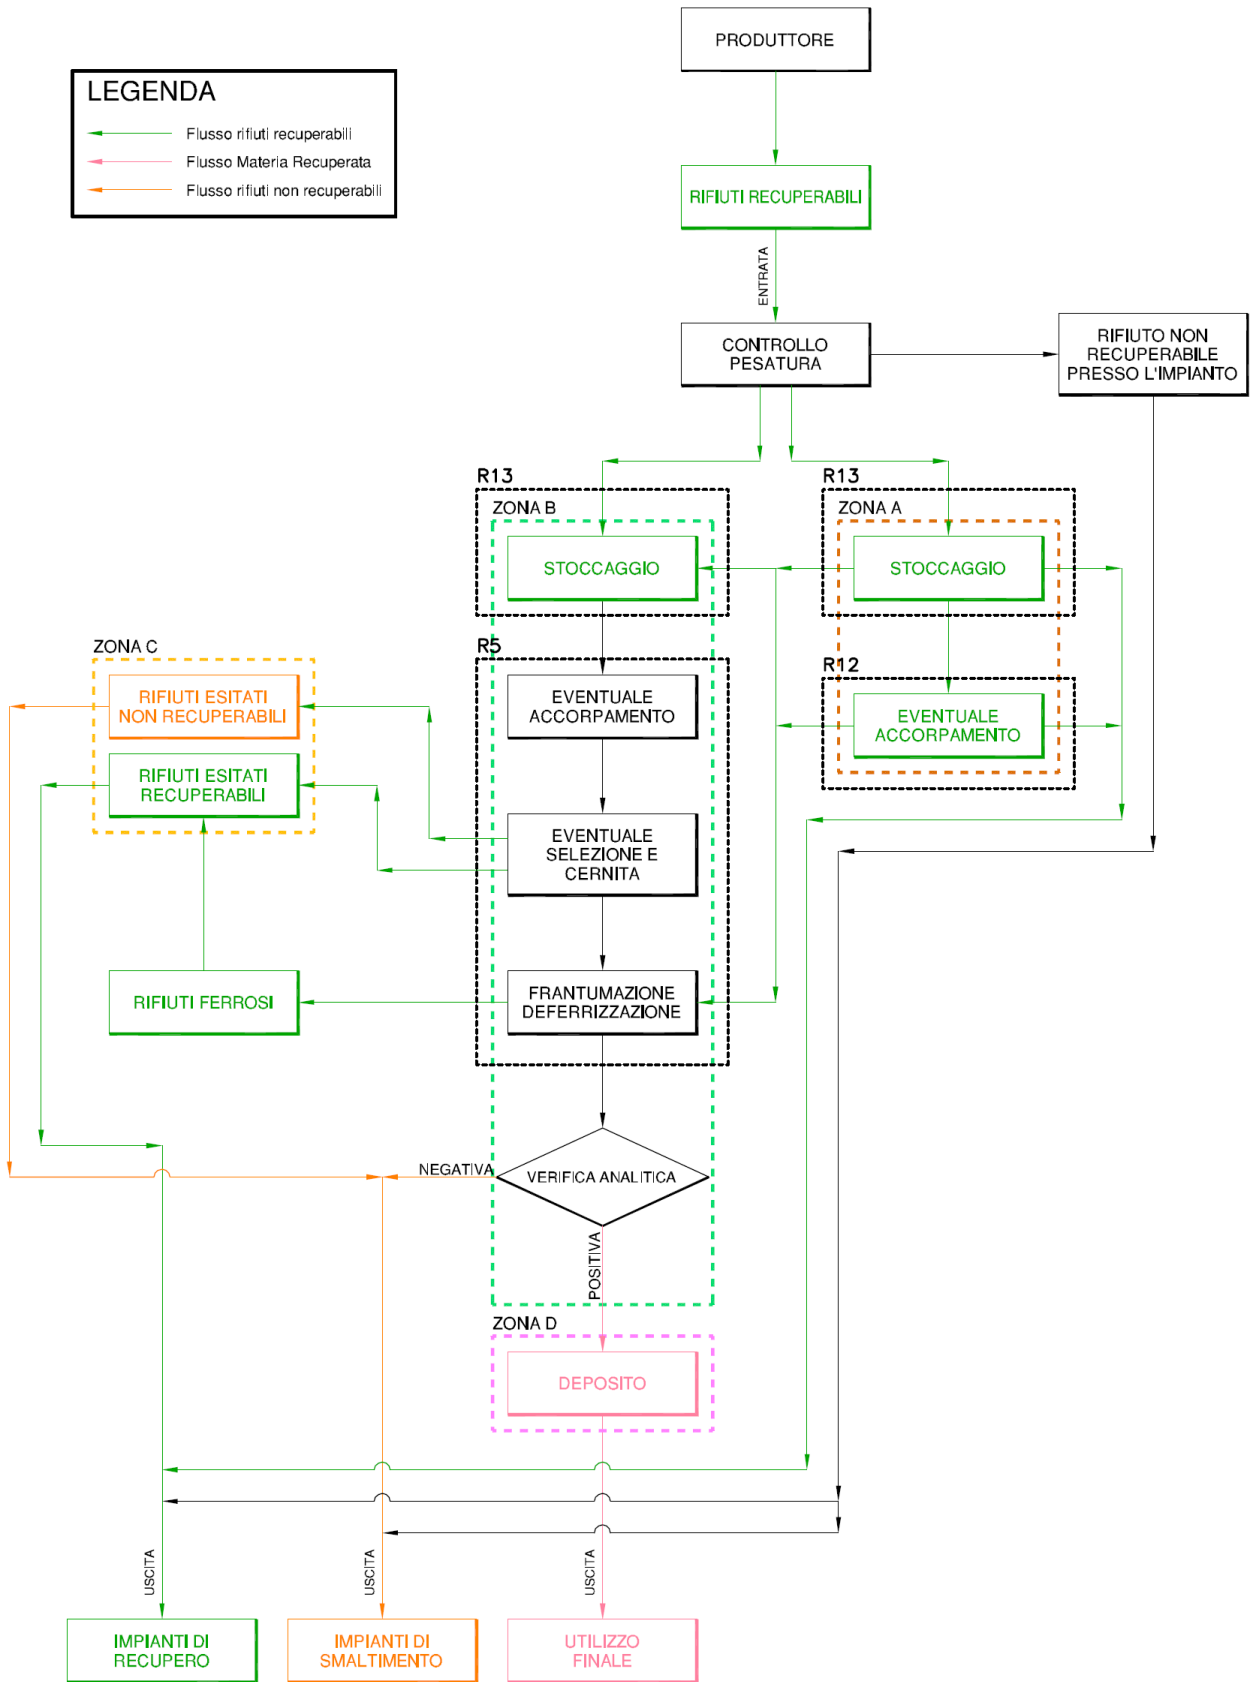 PRODUTTORE
LEGENDA
Flusso rifiuti recuperabili
Flusso Materia Recuperata
Flusso rifiuti non recuperabili
RIFIUTI RECUPERABILI
ENTRATA
CONTROLLO
PESATURA
RIFIUTO NON
RECUPERABILE
PRESSO L'IMPIANTO
R13
ZONA B
STOCCAGGIO
R13
ZONA A
STOCCAGGIO
R5
EVENTUALE
ACCORPAMENTO
R12
EVENTUALE
ACCORPAMENTO
ZONA C
RIFIUTI ESITATI
NON RECUPERABILI
RIFIUTI ESITATI
RECUPERABILI
EVENTUALE
SELEZIONE E
CERNITA
RIFIUTI FERROSI
FRANTUMAZIONE
DEFERRIZZAZIONE
NEGATIVA
VERIFICA ANALITICA
POSITIVA
ZONA D
DEPOSITO
USCITA
USCITA
USCITA
IMPIANTI DI
RECUPERO
IMPIANTI DI
SMALTIMENTO
UTILIZZO
FINALE